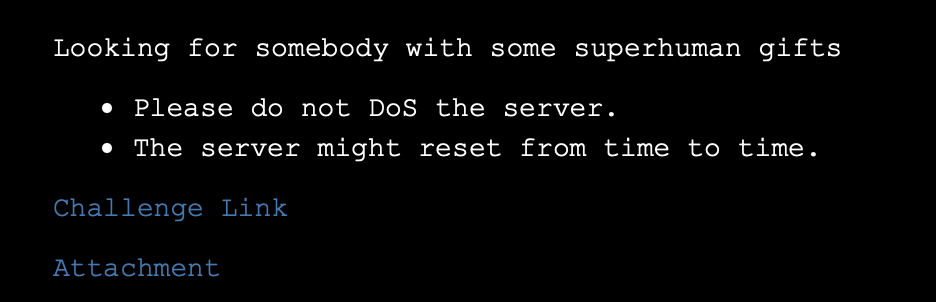 Looking for somebody with some superhuman gifts
• Please do not DoS the server.
• The server might reset from time to time.
Challenge Link
Attachment